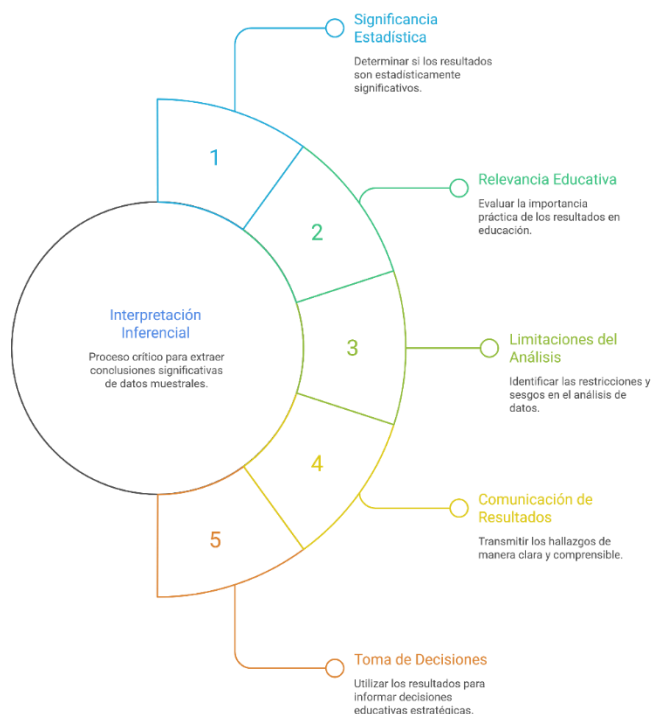 Significancia
Estadística
Determinar si los resultados
son estadísticamente
significativos.
1
Relevancia Educativa
Evaluar la importancia
práctica de los resultados en
educación.
2
Interpretación
Inferencial
Proceso crítico para extraer
conclusiones significativas
de datos muestrales.
3
Limitaciones del
Análisis
Identificar las restricciones y
sesgos en el análisis de
datos.
4
Comunicación de
Resultados
Transmitir los hallazgos de
manera clara y comprensible.
5
Toma de Decisiones
Utilizar los resultados para
informar decisiones
educativas estratégicas.